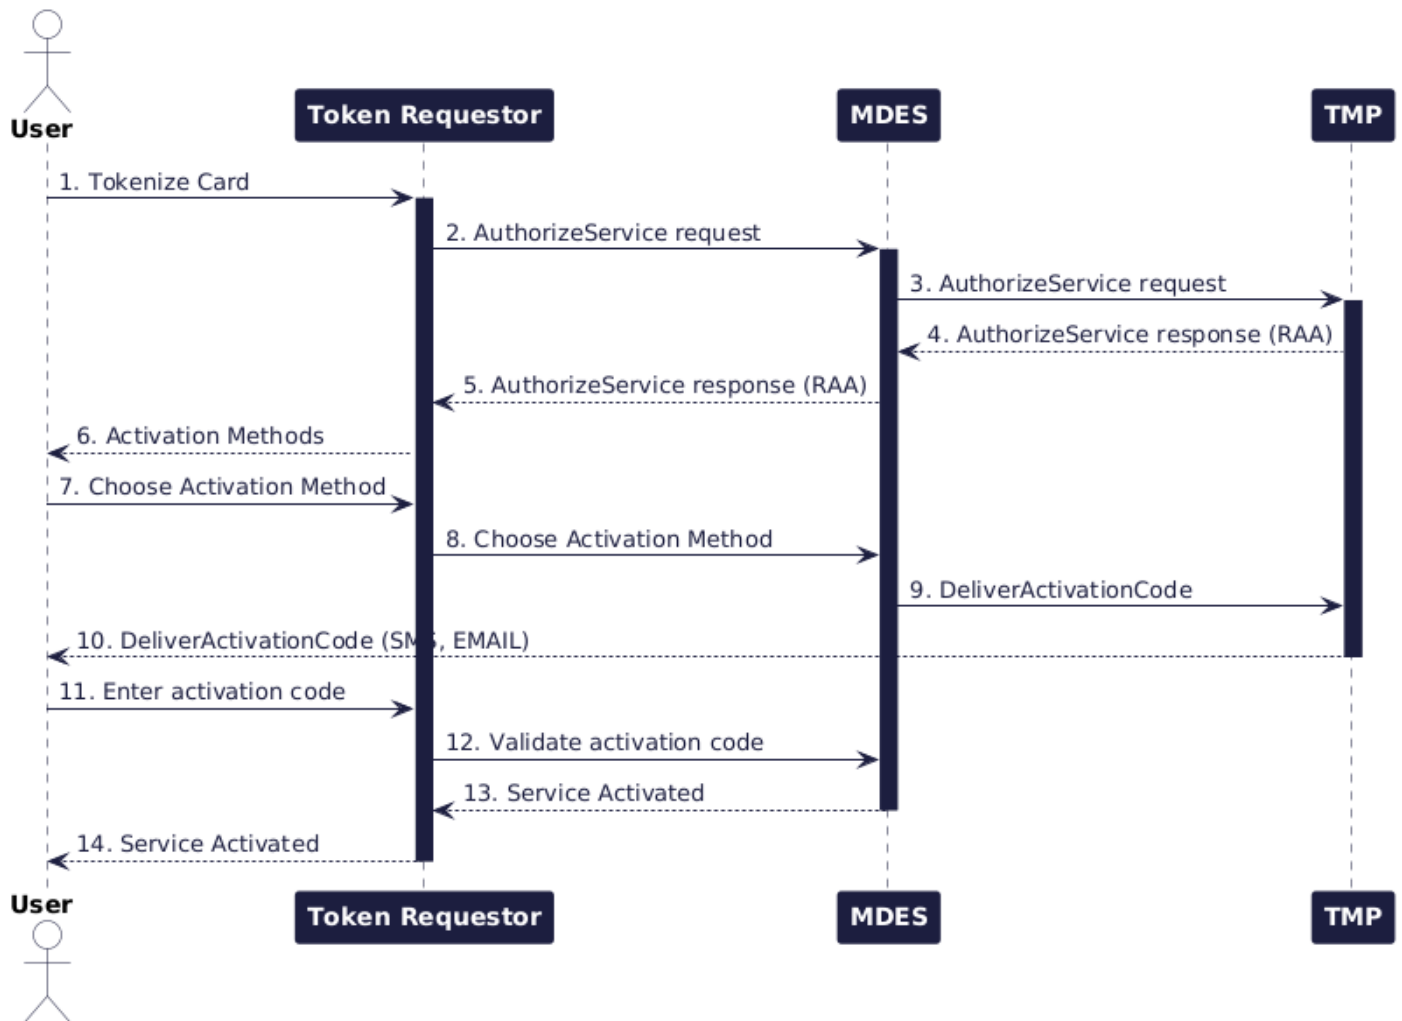 User
Token Requestor
MDES
TMP
1. Tokenize Card
2. AuthorizeService request
3. AuthorizeService request
4. AuthorizeService response (RAA)
5. AuthorizeService response (RAA)
6. Activation Methods
7. Choose Activation Method
8. Choose Activation Method
9. DeliverActivationCode
10. DeliverActivationCode (SMS, EMAIL)
11. Enter activation code
12. Validate activation code
13. Service Activated
14. Service Activated
User
Token Requestor
MDES
TMP